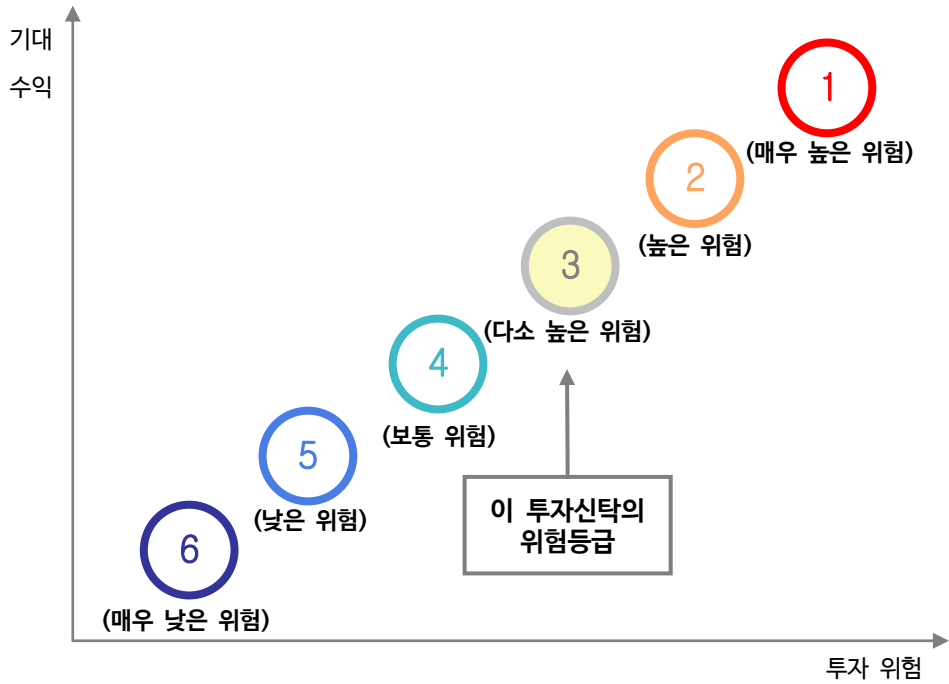 기대
수익
1
(매우 높은 위험)
2
(높은 위험)
3
(다소 높은 위험)
4
(보통 위험)
5
(낮은 위험)
6
(매우 낮은 위험)
이 투자신탁의
위험등급
투자 위험